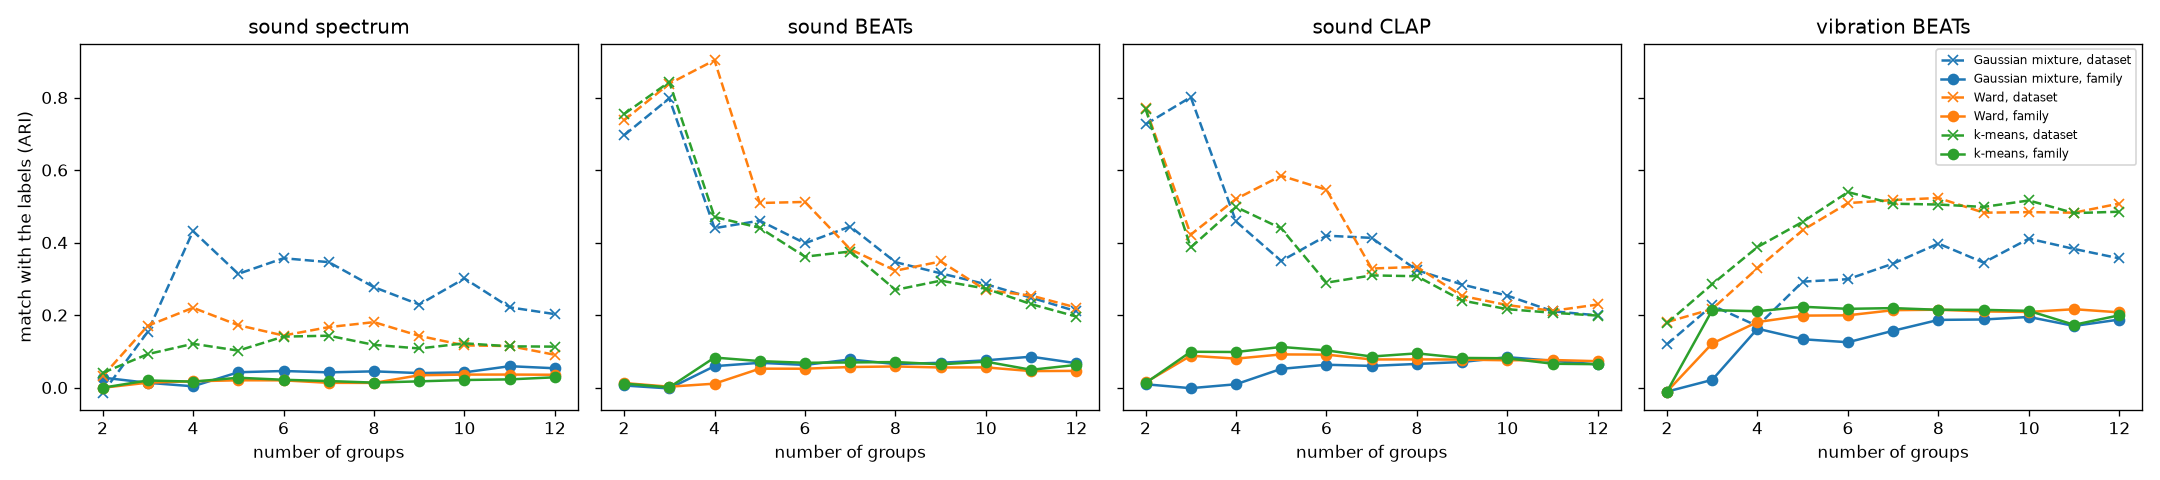 sound spectrum
sound BEATs
sound CLAP
vibration BEATs
match with the labels (ARI)
0.8
0.6
0.4
0.2
0.0
2 4 6 8 10 12
2 4 6 8 10 12
2 4 6 8 10 12
2 4 6 8 10 12
number of groups
number of groups
number of groups
number of groups
Gaussian mixture, dataset
Gaussian mixture, family
Ward, dataset
Ward, family
k-means, dataset
k-means, family